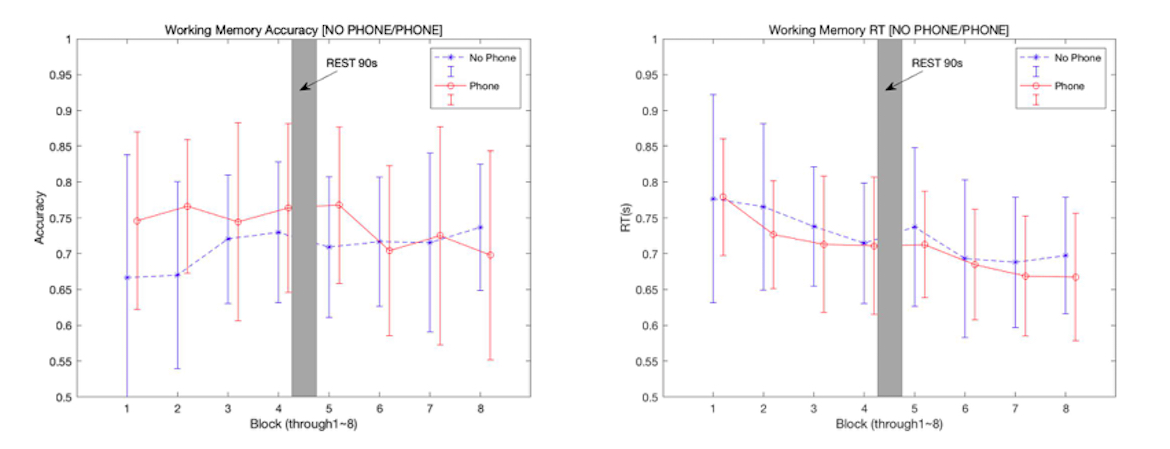 Working Memory Accuracy [NO PHONE/PHONE]
1
0.95
0.9
0.85
0.8
0.75
0.7
0.65
0.6
0.55
0.5
Accuracy
REST 90s
No Phone
Phone
1 2 3 4 5 6 7 8
Block (through1~8)
Working Memory RT [NO PHONE/PHONE]
1
0.95
0.9
0.85
0.8
0.75
0.7
0.65
0.6
0.55
0.5
RT(s)
REST 90s
No Phone
Phone
1 2 3 4 5 6 7 8
Block (through1~8)